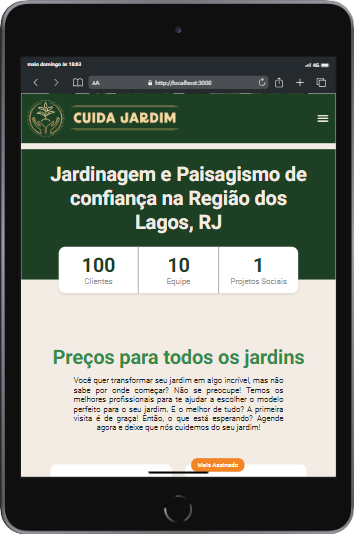 maio domingo às 18:03
4G
AA
http://localhost:3000
CUIDA JARDIM
Jardinagem e Paisagismo de
confiança na Região dos
Lagos, RJ
100
10
1
Clientes
Equipe
Projetos Sociais
Preços para todos os jardins
Você quer transformar seu jardim em algo incrível, mas não
sabe por onde começar? Não se preocupe! Temos os
melhores profissionais para te ajudar a escolher o modelo
perfeito para o seu jardim. E o melhor de tudo? A primeira
visita é de graça! Então, o que está esperando? Agende
agora e deixe que nós cuidemos do seu jardim!
Mais Assinado